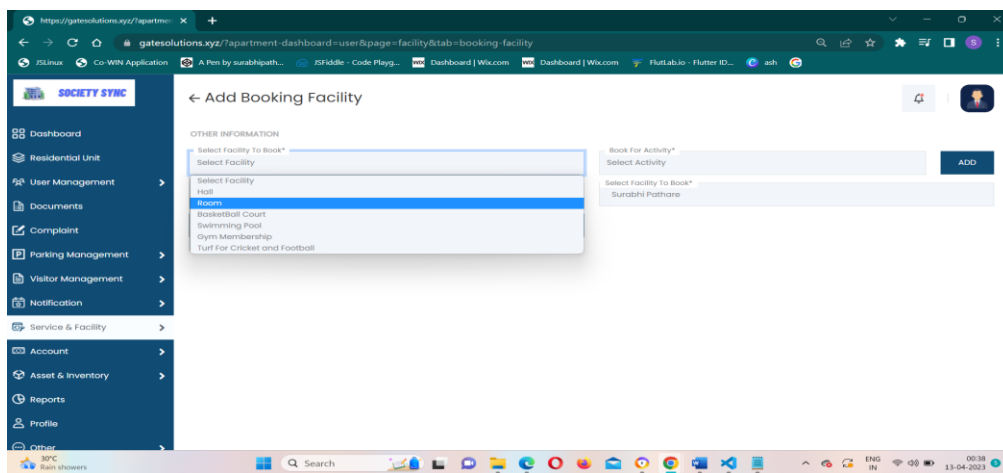 https://gatesolutions.xyz/?apartmen
gatesolutions.xyz/?apartment-dashboard=user&page=facility&tab=booking-facility
JSLinux
Co-WIN Application
A Pen by surabhipath...
JSFiddle - Code Playg...
WIX Dashboard | Wix.com
WIX Dashboard | Wix.com
FlutLab.io - Flutter ID...
ash
SOCIETY SYNC
← Add Booking Facility
Dashboard
Residential Unit
User Management
Documents
Complaint
Parking Management
Visitor Management
Notification
Service & Facility
Account
Asset & Inventory
Reports
Profile
Other
OTHER INFORMATION
Select Facility To Book*
Select Facility
Book For Activity*
Select Activity
ADD
Select Facility
Hall
Room
BasketBall Court
Swimming Pool
Gym Membership
Turf For Cricket and Football
Select Facility To Book*
Surabhi Pathare
30°C
Rain showers
Search
ENG
IN
00:38
13-04-2023